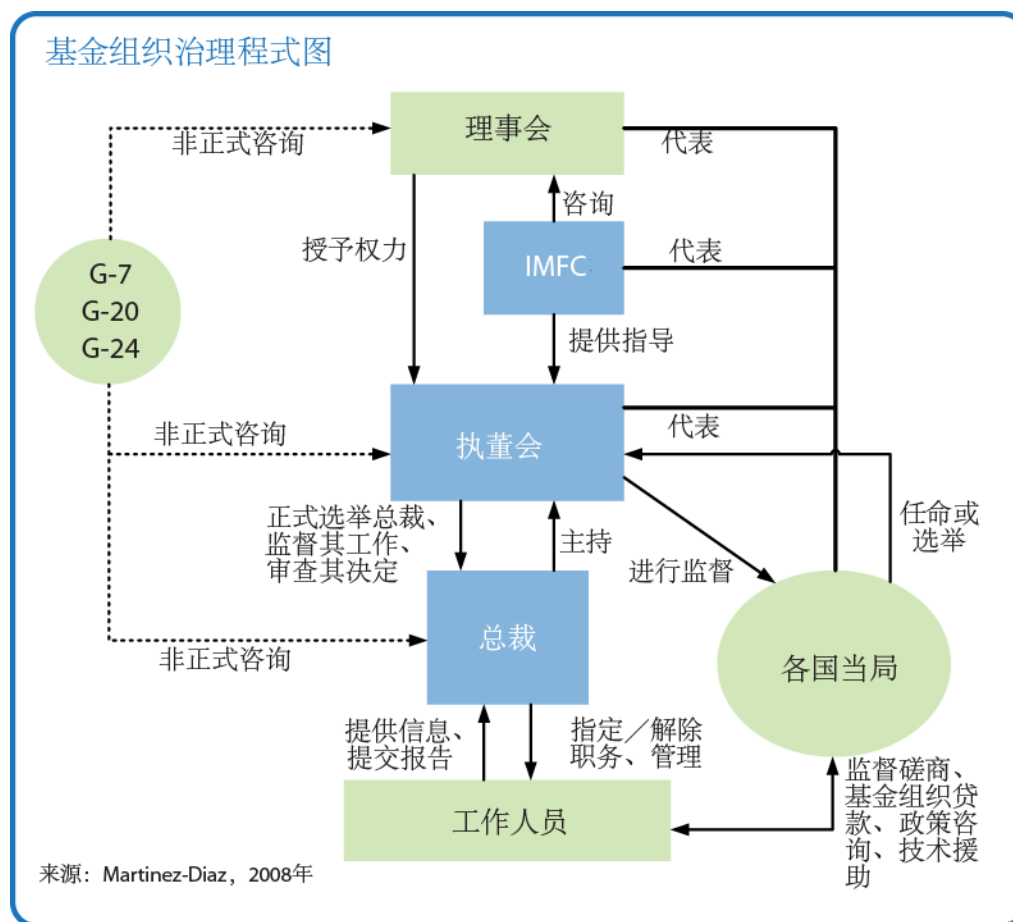 基金组织治理程式图
理事会
非正式咨询
代表
咨询
授予权力
IMFC
代表
G-7
G-20
G-24
提供指导
代表
非正式咨询
执董会
正式选举总裁、
监督其工作、
审查其决定
主持
任命或
选举
进行监督
总裁
非正式咨询
各国当局
提供信息、
提交报告
指定／解除
职务、管理
监督磋商、
基金组织贷
款、政策咨
询、技术援
助
工作人员
来源：Martinez-Diaz，2008年